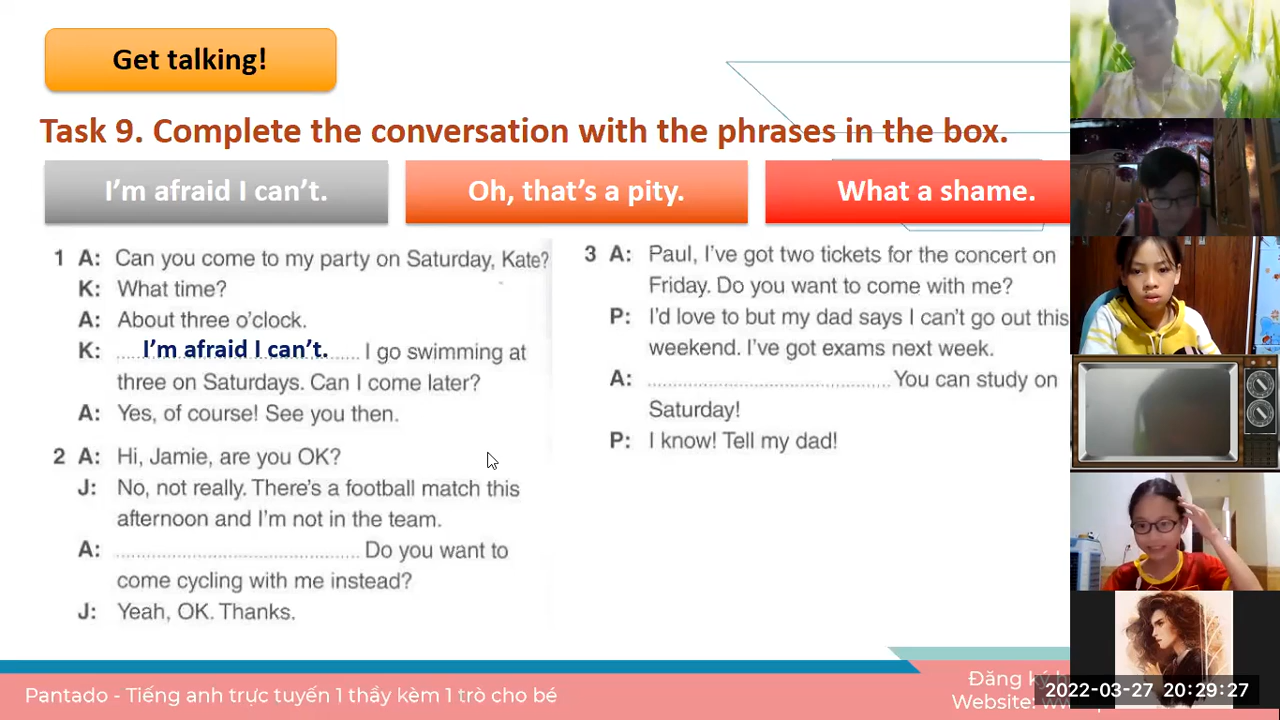 Get talking!
Task 9. Complete the conversation with the phrases in the box.
I'm afraid I can't.
Oh, that's a pity.
What a shame.
1 A: Can you come to my party on Saturday, Kate?
K: What time?
A: About three o'clock.
K: I'm afraid I can't. I go swimming at
three on Saturdays. Can I come later?
A: Yes, of course! See you then.
2 A: Hi, Jamie, are you OK?
J: No, not really. There's a football match this
afternoon and I'm not in the team.
A: ............................................ Do you want to
come cycling with me instead?
J: Yeah, OK. Thanks.
3 A: Paul, I've got two tickets for the concert on
Friday. Do you want to come with me?
P: I'd love to but my dad says I can't go out this
weekend. I've got exams next week.
A: ............................................ You can study on
Saturday!
P: I know! Tell my dad!
Pantado - Tiếng anh trực tuyến 1 thầy kèm 1 trò cho bé
Đăng ký
Website:
2022-03-27 20:29:27